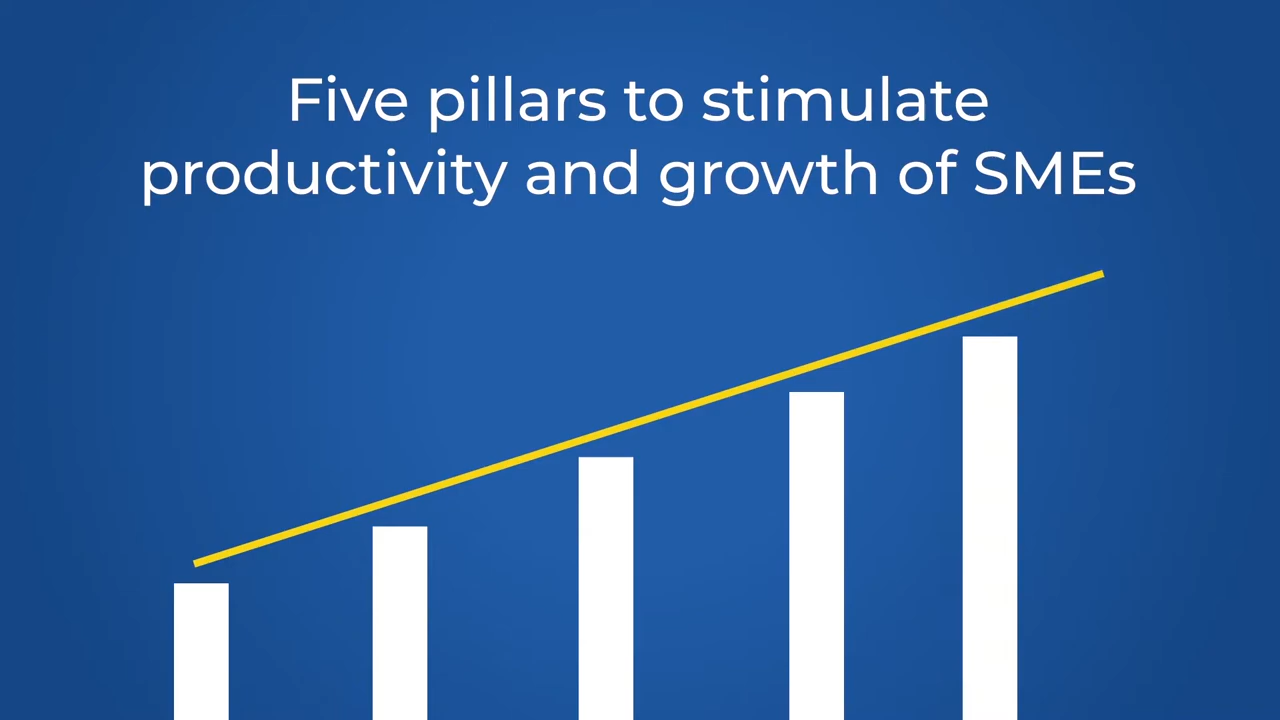 Five pillars to stimulate
productivity and growth of SMEs